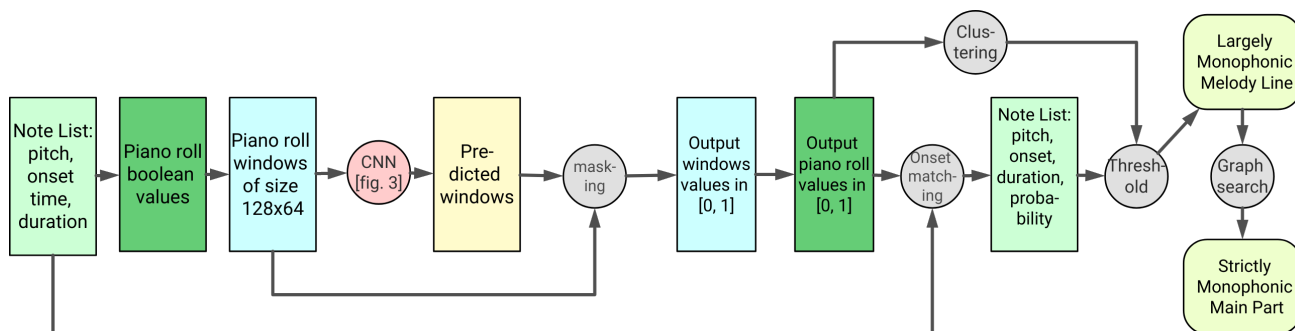 Note List:
pitch,
onset
time,
duration
Piano roll
boolean
values
Piano roll
windows
of size
128x64
CNN
[fig. 3]
Pre-
dicted
windows
mask-
ing
Output
windows
values in
[0, 1]
Output
piano roll
values in
[0, 1]
Clus-
tering
Onset
match-
ing
Note List:
pitch,
onset,
duration,
proba-
bility
Thresh-
old
Largely
Monophonic
Melody Line
Graph
search
Strictly
Monophonic
Main Part